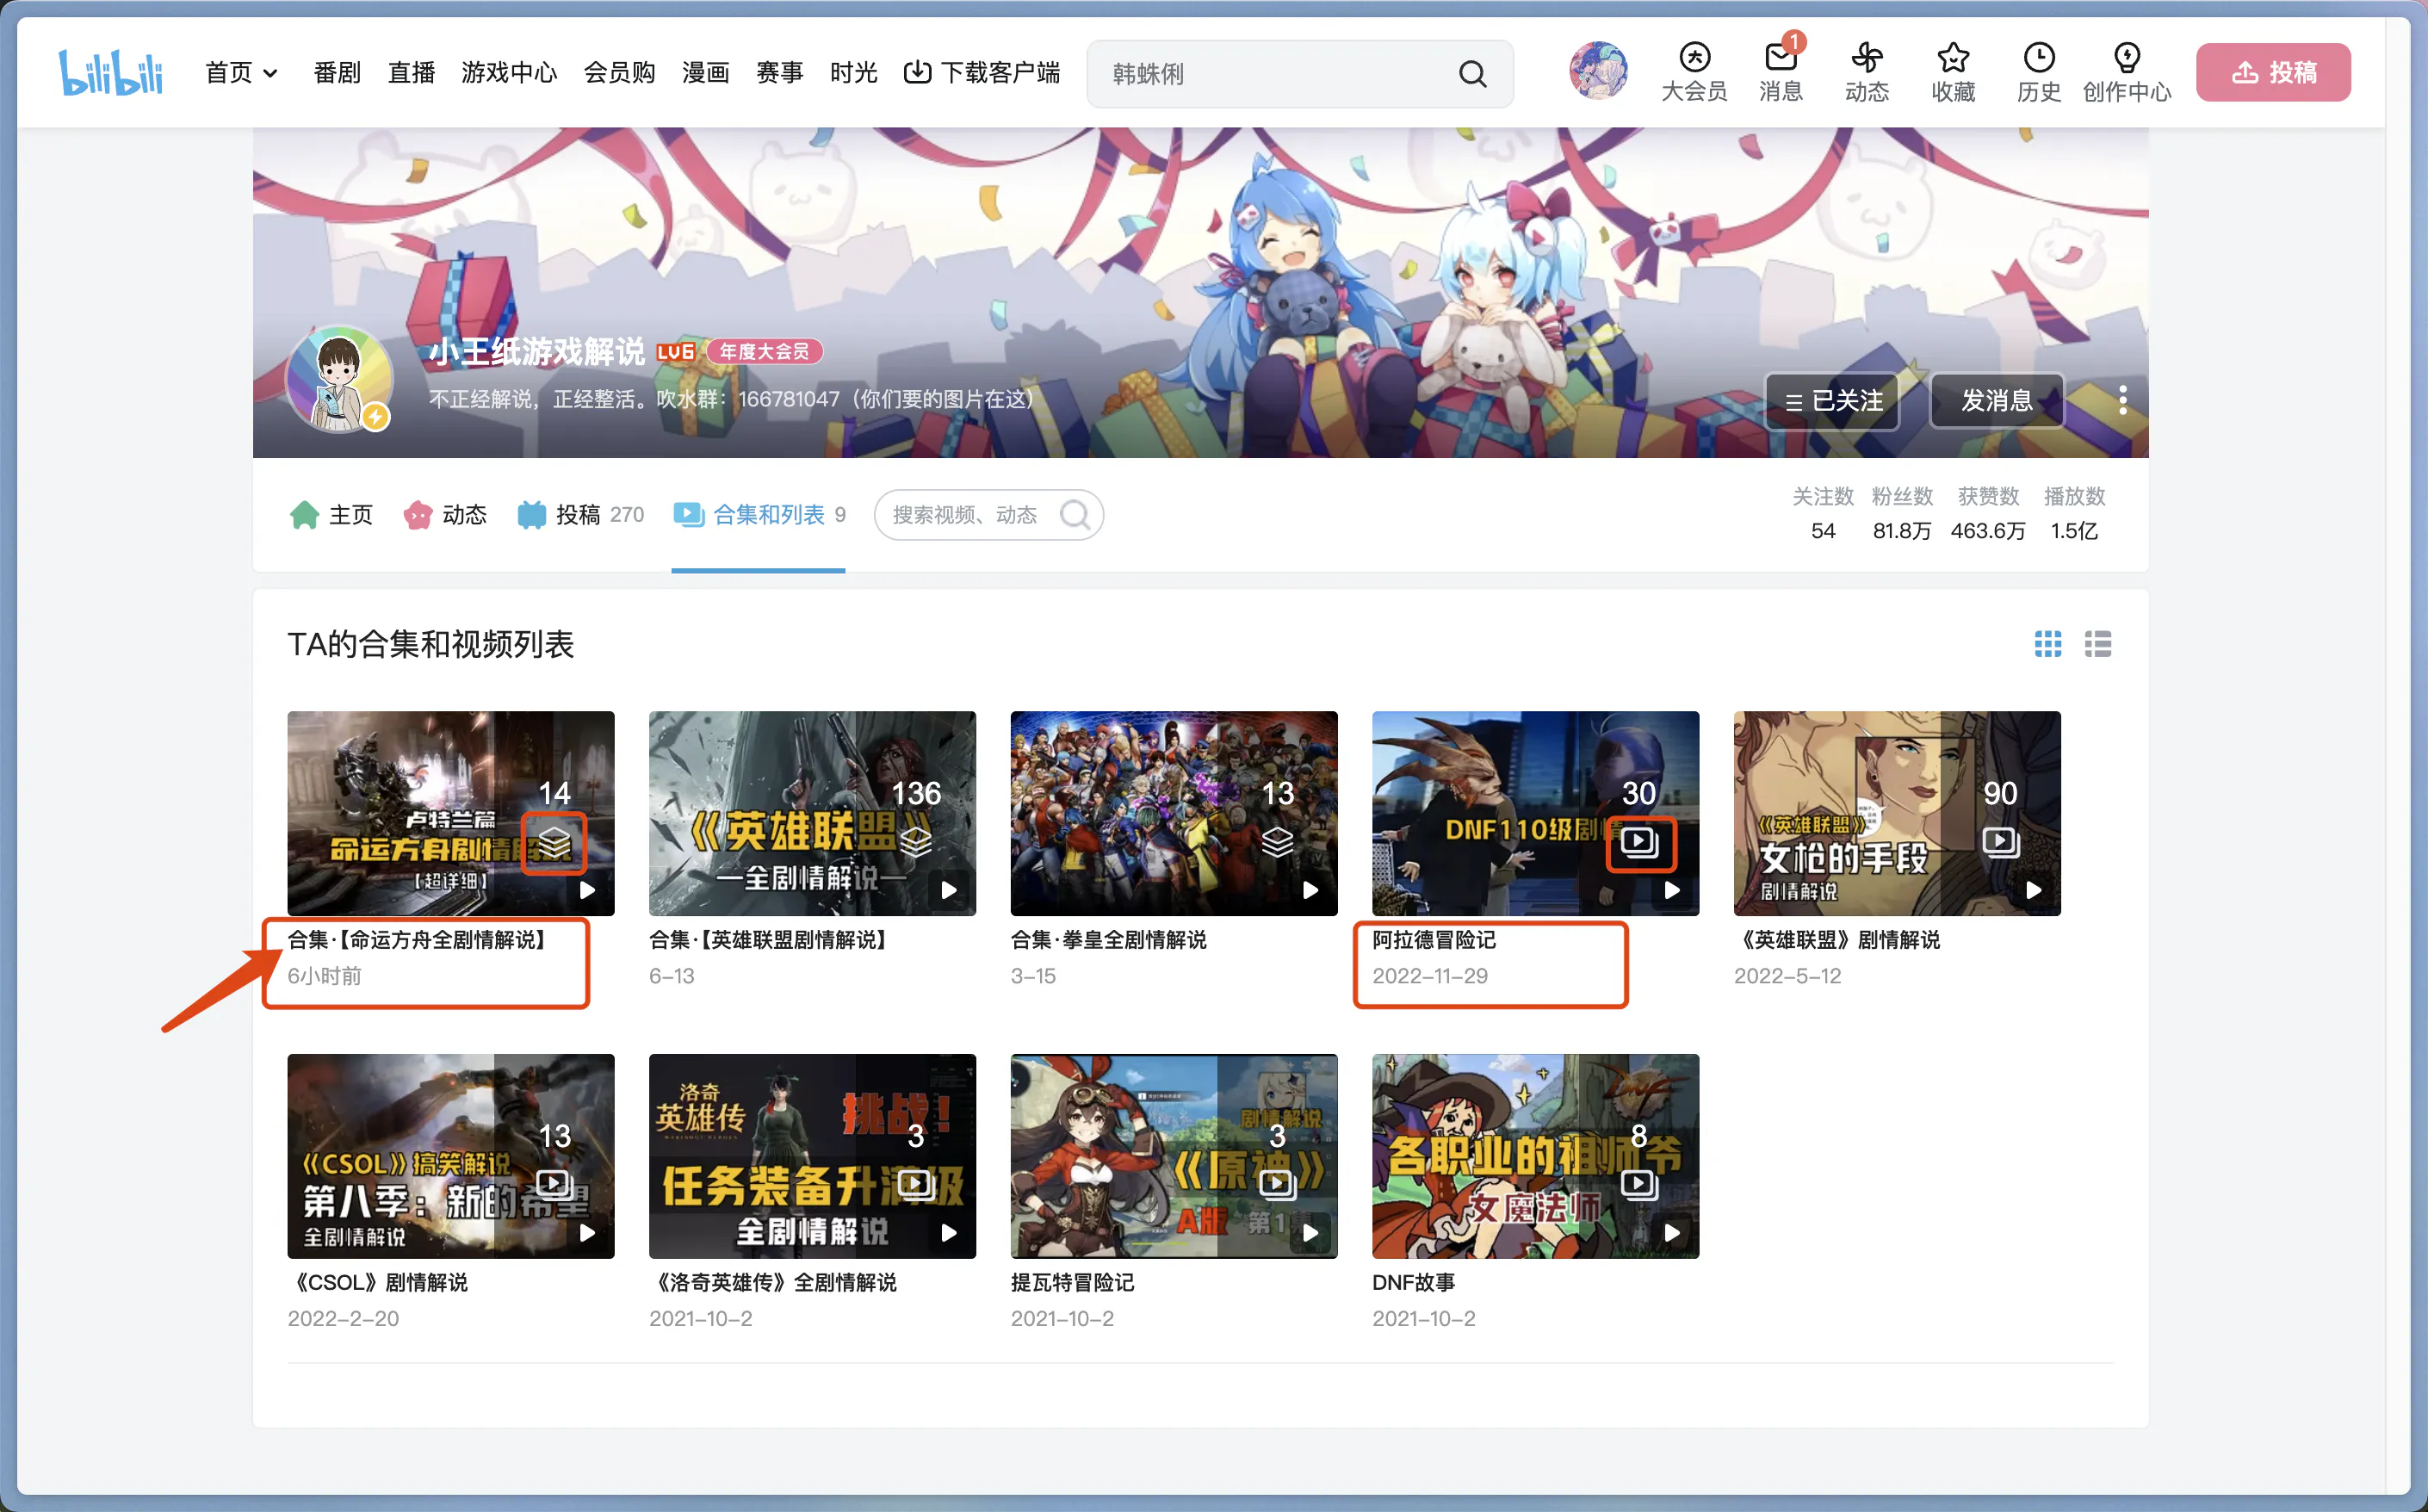 bilibili
首页 番剧 直播 游戏中心 会员购 漫画 赛事 时光 下载客户端
韩蛛俐
大会员 消息 1 动态 收藏 历史 创作中心 投稿
小王纸游戏解说 LV6 年度大会员
不正经解说，正经整活。吹水群：166781047（你们要的图片在这）
已关注 发消息
主页 动态 投稿 270 合集和列表 9 搜索视频、动态
关注数 粉丝数 获赞数 播放数
54 81.8万 463.6万 1.5亿
TA的合集和视频列表
14
卢特兰篇
命运方舟剧情解说
【超详细】
合集·【命运方舟全剧情解说】
6小时前
136
《英雄联盟》
—全剧情解说—
合集·【英雄联盟剧情解说】
6-13
13
合集·拳皇全剧情解说
3-15
30
DNF110级剧情
阿拉德冒险记
2022-11-29
90
《英雄联盟》
女枪的手段
剧情解说
《英雄联盟》剧情解说
2022-5-12
13
《CSOL》搞笑解说
第八季：新的希望
全剧情解说
《CSOL》剧情解说
2022-2-20
洛奇
英雄传
挑战!
3
任务装备升满级
全剧情解说
《洛奇英雄传》全剧情解说
2021-10-2
剧情解说
3
《原神》
A版 第1集
提瓦特冒险记
2021-10-2
DNF
8
各职业的祖师爷
女魔法师
DNF故事
2021-10-2